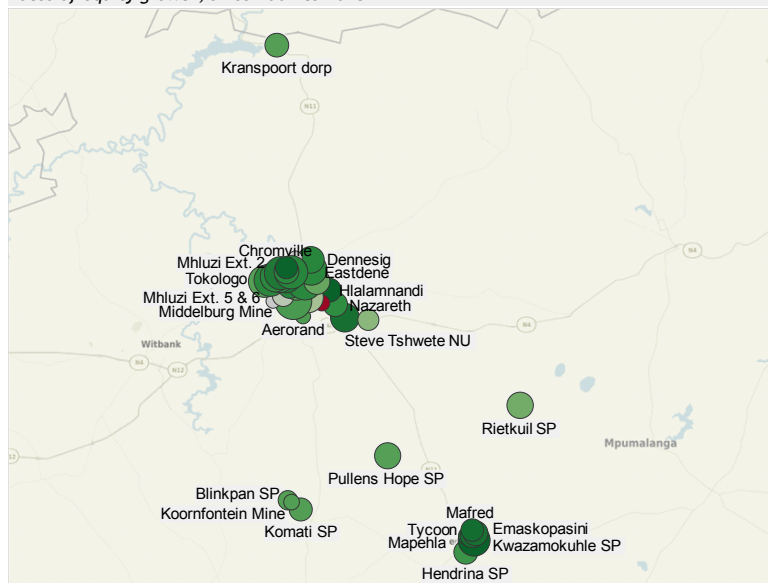 Kranspoort dorp
N11
Chromville
Mhluzi Ext. 2
Dennesig
Tokologo
Eastdene
Mhluzi Ext. 5 & 6
Hlalamnandi
Middelburg Mine
Nazareth
Aerorand
Steve Tshwete NU
N4
N4
Witbank
N4
N12
Rietkuil SP
Mpumalanga
Pullens Hope SP
N11
Blinkpan SP
Koornfontein Mine
Komati SP
Mafred
Tycoon
Emaskopasini
Mapehla
Kwazamokuhle SP
Hendrina SP